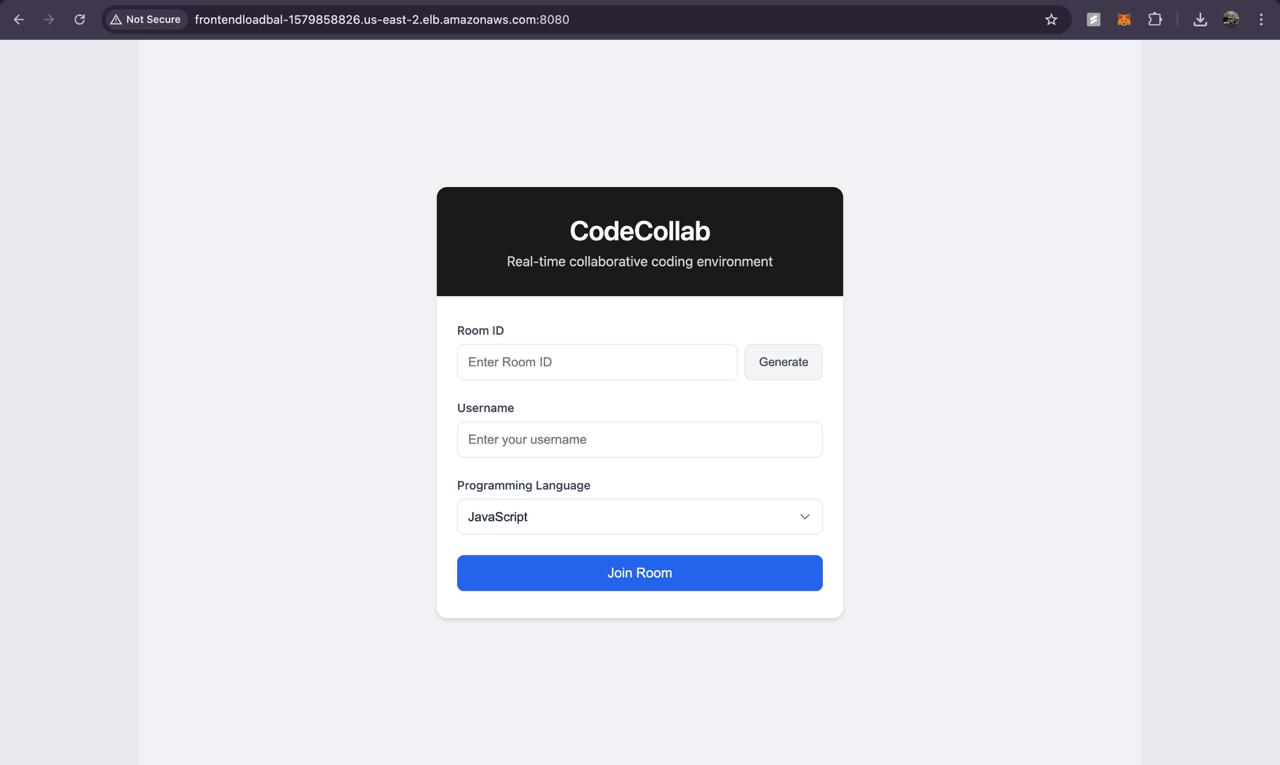 Not Secure frontendloadbal-1579858826.us-east-2.elb.amazonaws.com:8080
CodeCollab
Real-time collaborative coding environment
Room ID
Enter Room ID Generate
Username
Enter your username
Programming Language
JavaScript
Join Room